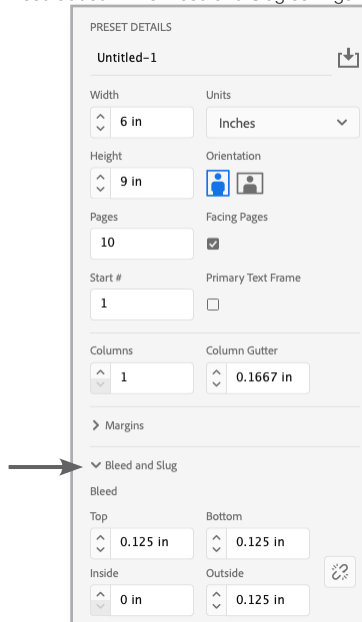 PRESET DETAILS
Untitled-1
Width Units
6 in Inches
Height Orientation
9 in
Pages Facing Pages
10
Start # Primary Text Frame
1
Columns Column Gutter
1 0.1667 in
Margins
Bleed and Slug
Bleed
Top Bottom
0.125 in 0.125 in
Inside Outside
0 in 0.125 in